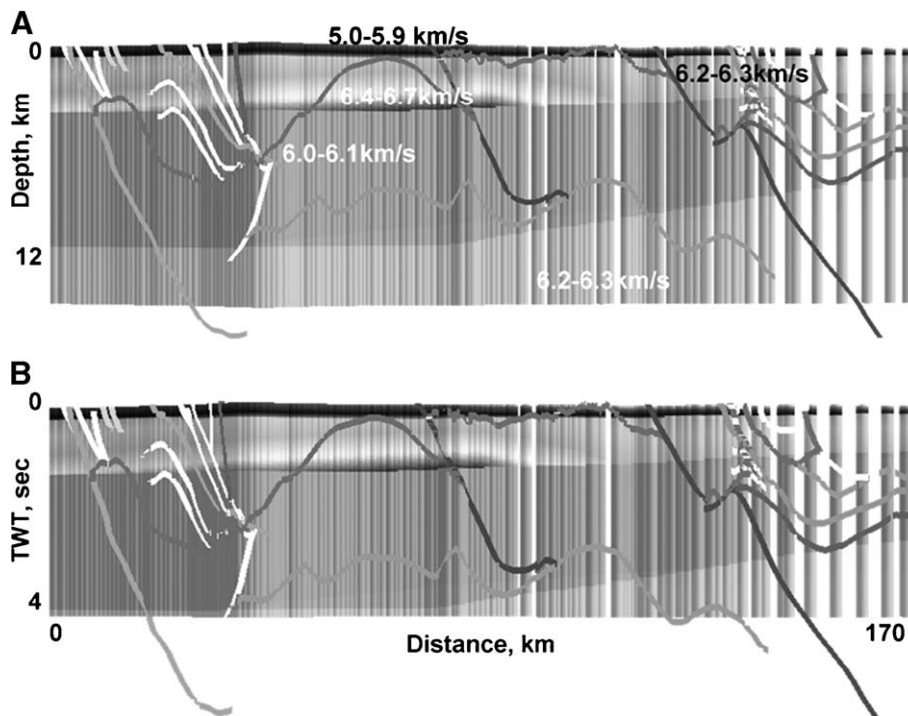 A
0
5.0-5.9 km/s
6.2-6.3km/s
6.4-6.7km/s
6.0-6.1km/s
Depth, km
12
6.2-6.3km/s
B
0
TWT, sec
4
0
Distance, km
170